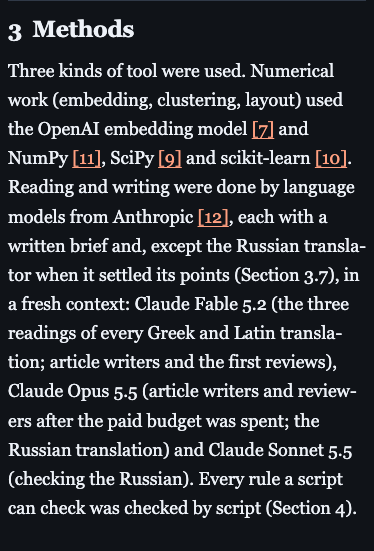 3 Methods
Three kinds of tool were used. Numerical
work (embedding, clustering, layout) used
the OpenAI embedding model [7] and
NumPy [11], SciPy [9] and scikit-learn [10].
Reading and writing were done by language
models from Anthropic [12], each with a
written brief and, except the Russian transla-
tor when it settled its points (Section 3.7), in
a fresh context: Claude Fable 5.2 (the three
readings of every Greek and Latin transla-
tion; article writers and the first reviews),
Claude Opus 5.5 (article writers and review-
ers after the paid budget was spent; the
Russian translation) and Claude Sonnet 5.5
(checking the Russian). Every rule a script
can check was checked by script (Section 4).